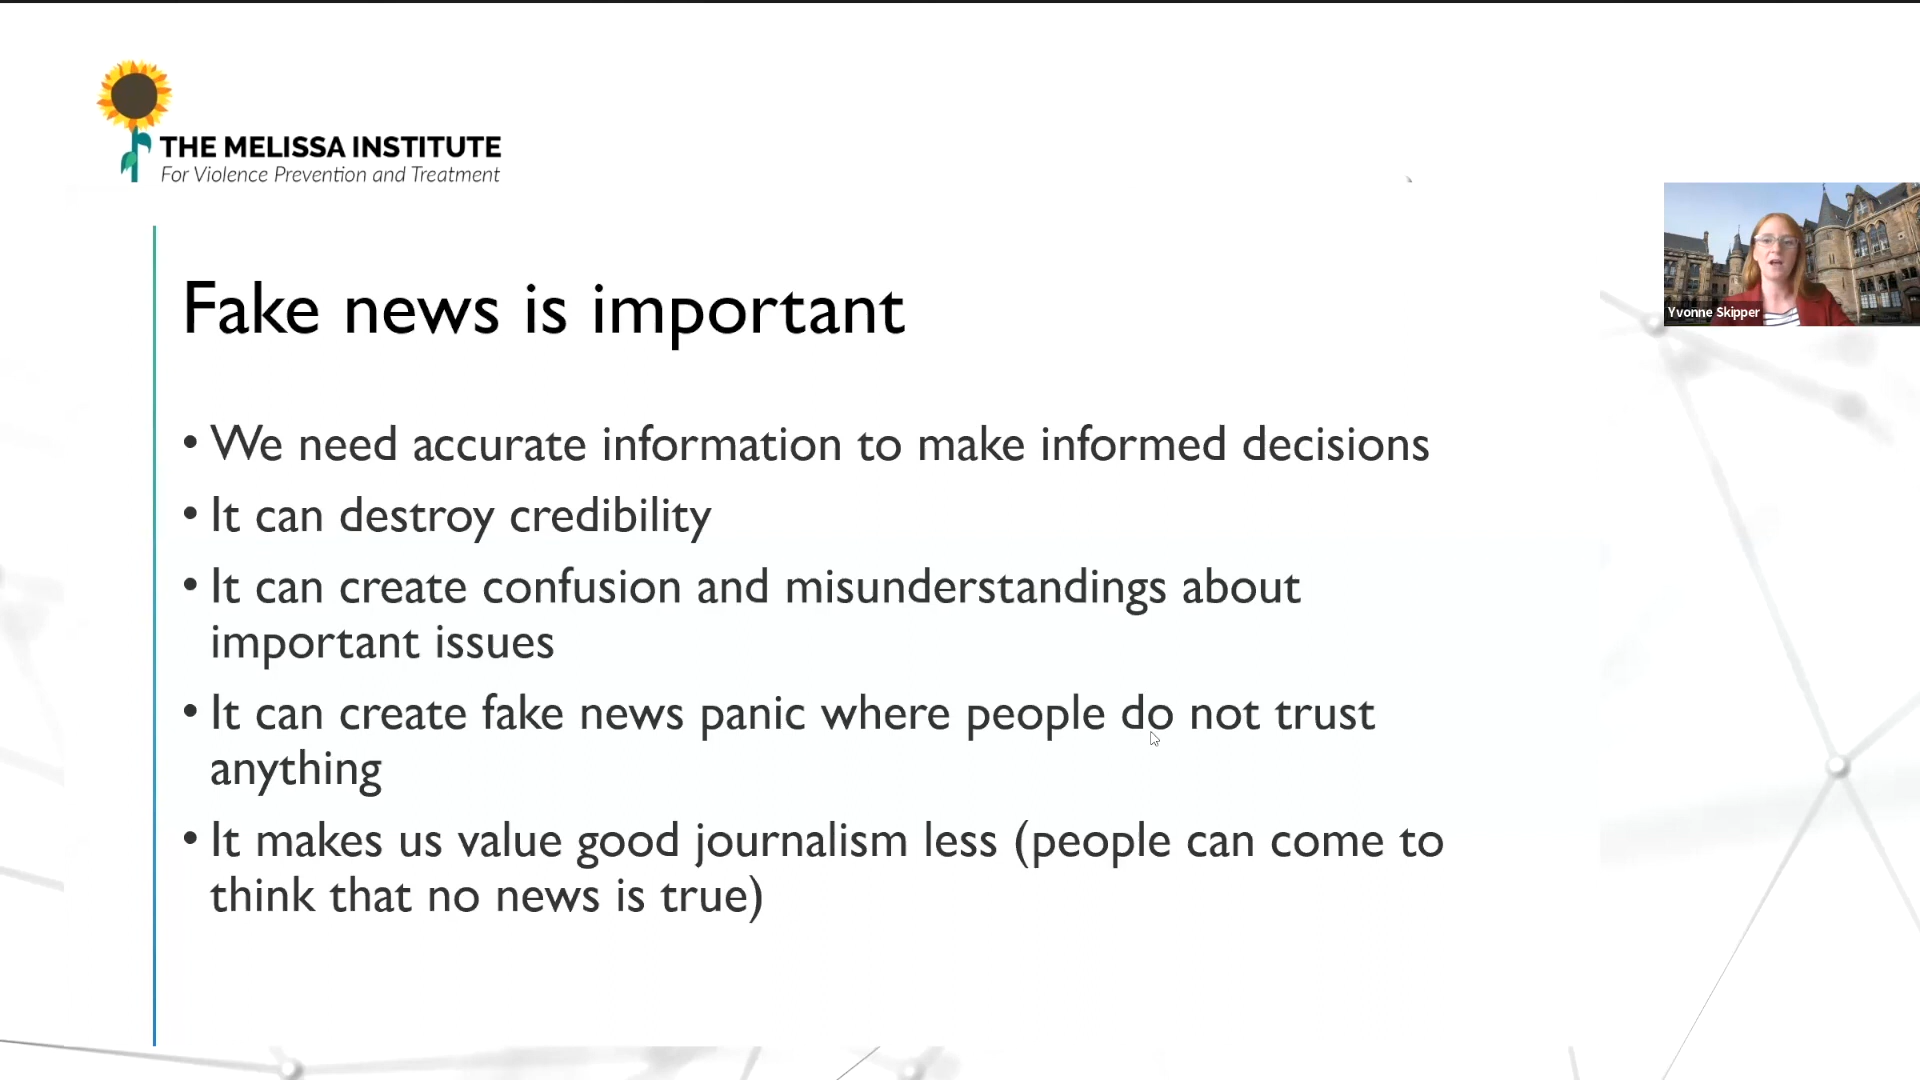 THE MELISSA INSTITUTE
For Violence Prevention and Treatment
Yvonne Skipper
Fake news is important
• We need accurate information to make informed decisions
• It can destroy credibility
• It can create confusion and misunderstandings about
important issues
• It can create fake news panic where people do not trust
anything
• It makes us value good journalism less (people can come to
think that no news is true)